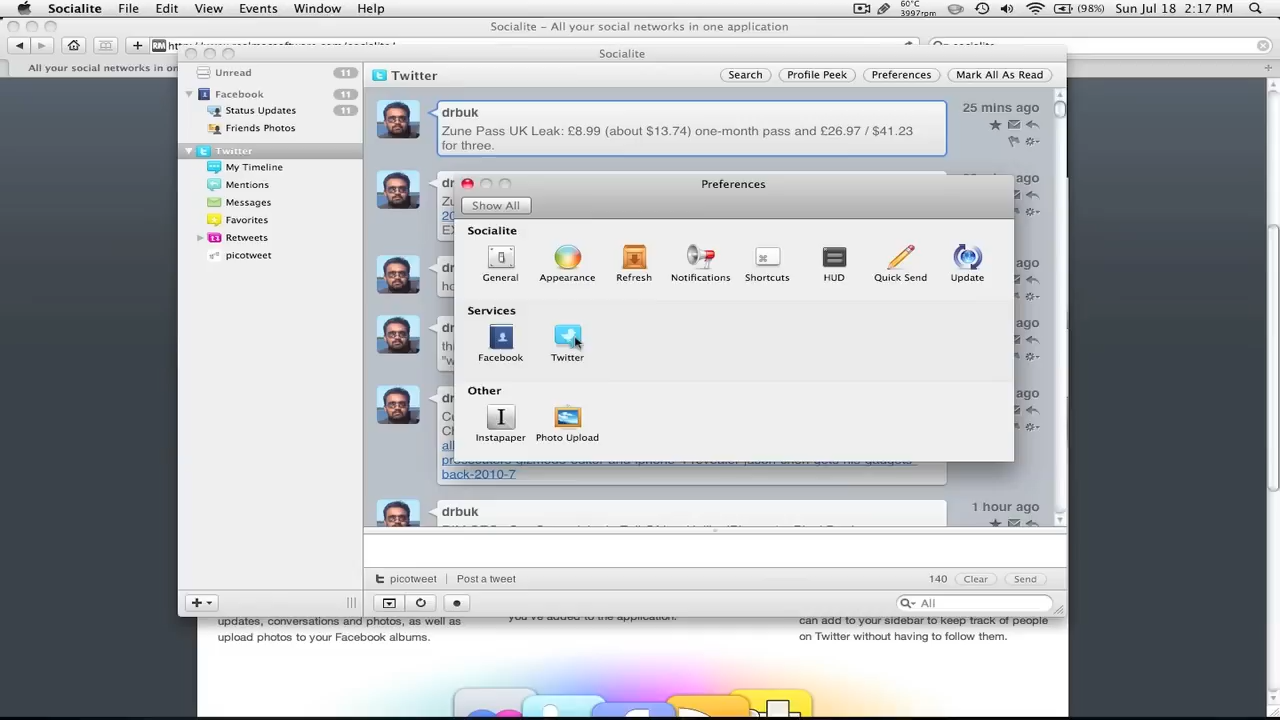 Socialite File Edit View Events Window Help
60°C
3997rpm
(98%) Sun Jul 18 2:17 PM
Socialite – All your social networks in one application
All your social networks in on
Socialite
Unread 11
Facebook 11
Status Updates 11
Friends Photos
Twitter
My Timeline
Mentions
Messages
Favorites
Retweets
picotweet
Twitter Search Profile Peek Preferences Mark All As Read
drbuk 25 mins ago
Zune Pass UK Leak: £8.99 (about $13.74) one-month pass and £26.97 / $41.23
for three.
Preferences
Show All
Socialite
General Appearance Refresh Notifications Shortcuts HUD Quick Send Update
Services
Facebook Twitter
Other
Instapaper Photo Upload
back-2010-7
drbuk 1 hour ago
picotweet Post a tweet 140 Clear Send
All
updates, conversations and photos, as well as
upload photos to your Facebook albums.
you've added to the application.
can add to your sidebar to keep track of people
on Twitter without having to follow them.